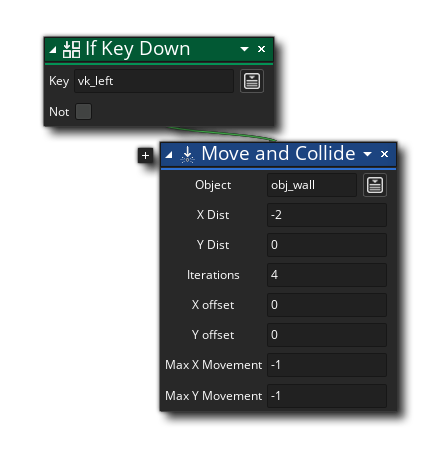 If Key Down
Key vk_left
Not
Move and Collide
Object obj_wall
X Dist -2
Y Dist 0
Iterations 4
X offset 0
Y offset 0
Max X Movement -1
Max Y Movement -1